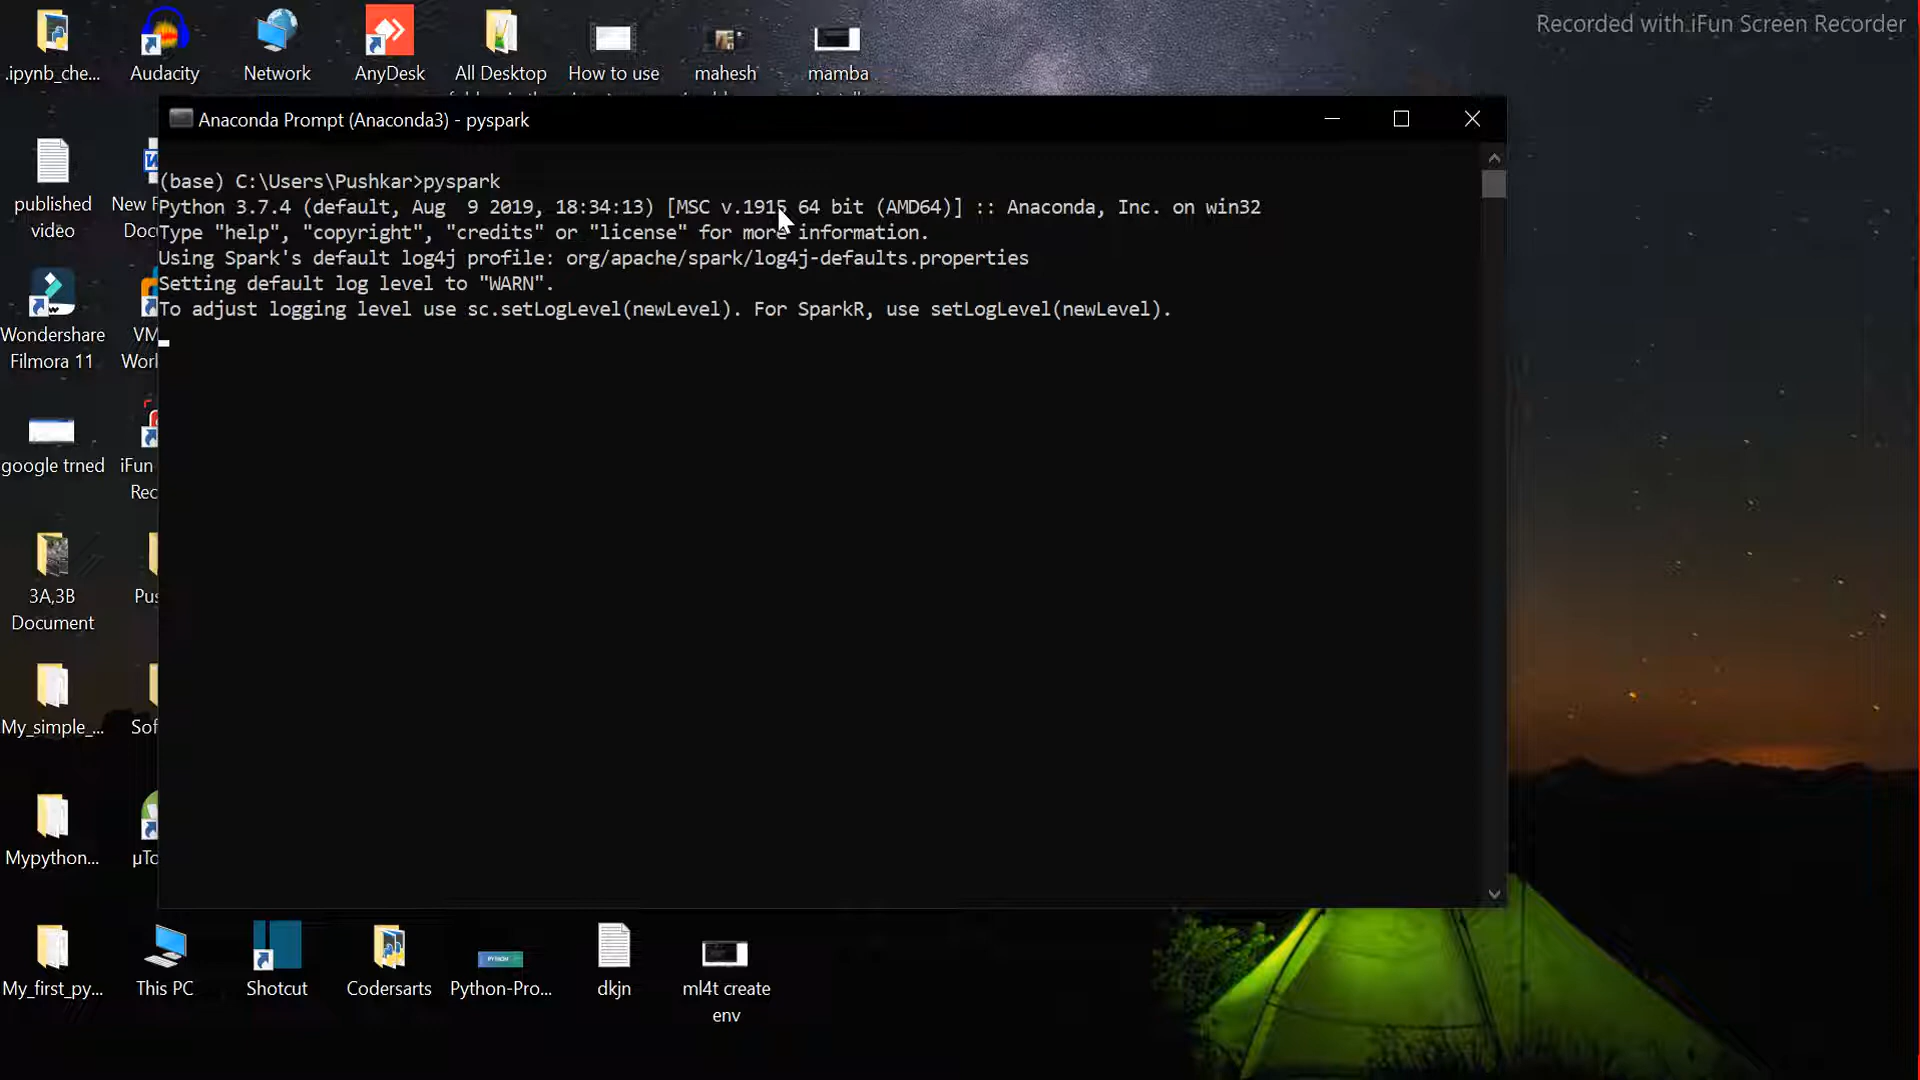 Recorded with iFun Screen Recorder
.ipynb_che...
Audacity
Network
AnyDesk
All Desktop
How to use
mahesh
mamba
Anaconda Prompt (Anaconda3) - pyspark
(base) C:\Users\Pushkar>pyspark
Python 3.7.4 (default, Aug  9 2019, 18:34:13) [MSC v.1915 64 bit (AMD64)] :: Anaconda, Inc. on win32
Type "help", "copyright", "credits" or "license" for more information.
Using Spark's default log4j profile: org/apache/spark/log4j-defaults.properties
Setting default log level to "WARN".
To adjust logging level use sc.setLogLevel(newLevel). For SparkR, use setLogLevel(newLevel).
published
video
New
Wondershare
Filmora 11
VM
google trned
iFun
Rec
3A,3B
Document
My_simple_...
Mypython...
My_first_py...
This PC
Shotcut
Codersarts
PYTHON
Python-Pro...
dkjn
ml4t create
env